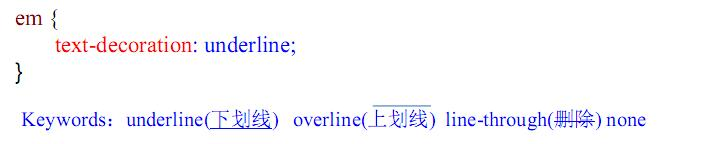 em {
text-decoration: underline;
}
Keywords：underline(下划线) overline(上划线) line-through(删除) none